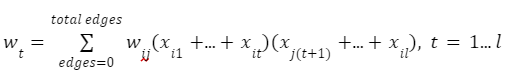 total edges
w_t = Σ w_ij (x_i1 +...+ x_it)(x_j(t+1) +...+ x_il), t = 1...l
edges=0